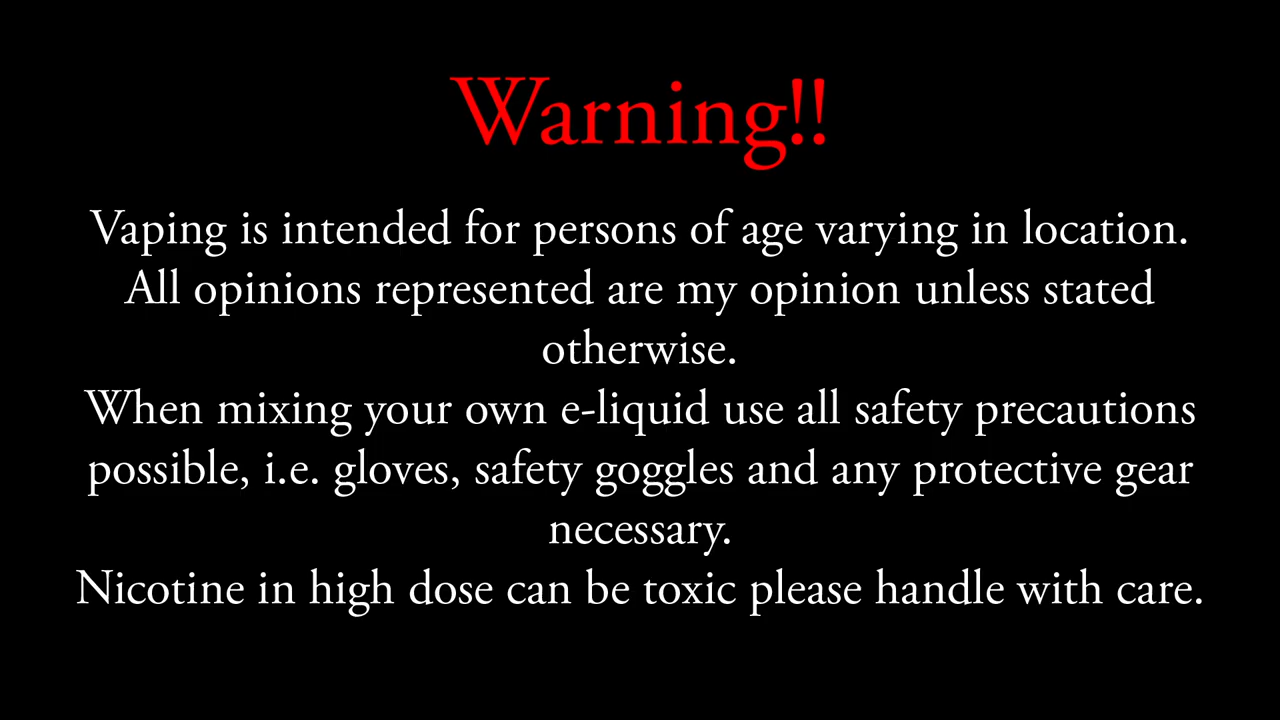 Warning!!
Vaping is intended for persons of age varying in location.
All opinions represented are my opinion unless stated
otherwise.
When mixing your own e-liquid use all safety precautions
possible, i.e. gloves, safety goggles and any protective gear
necessary.
Nicotine in high dose can be toxic please handle with care.